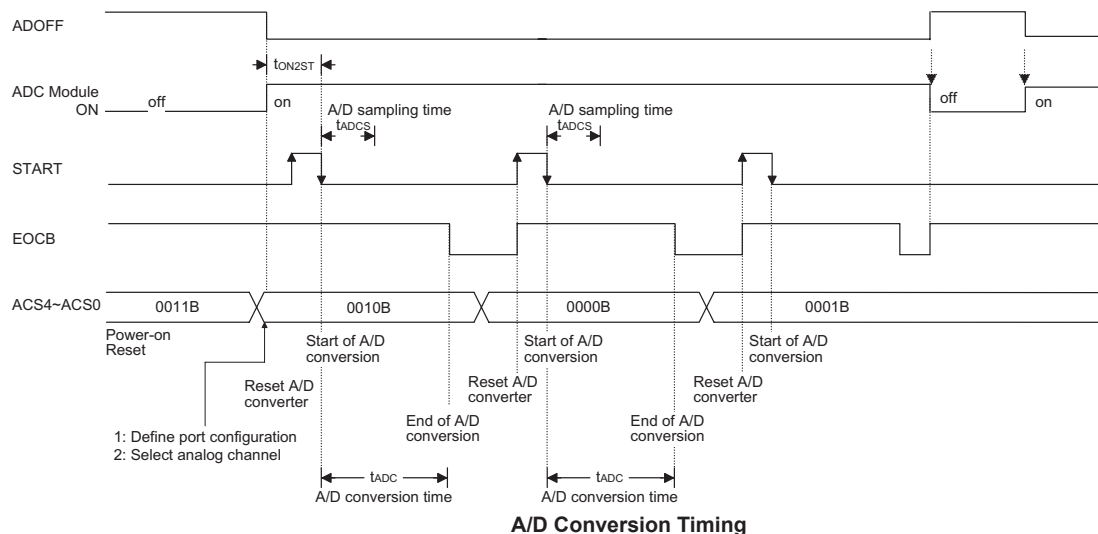 ADOFF
tON2ST
ADC Module
ON
off
on
off
on
A/D sampling time
tADCS
A/D sampling time
tADCS
START
EOCB
ACS4~ACS0
0011B
0010B
0000B
0001B
Power-on
Reset
Start of A/D
conversion
Start of A/D
conversion
Start of A/D
conversion
Reset A/D
converter
Reset A/D
converter
Reset A/D
converter
End of A/D
conversion
End of A/D
conversion
1: Define port configuration
2: Select analog channel
tADC
A/D conversion time
tADC
A/D conversion time
A/D Conversion Timing